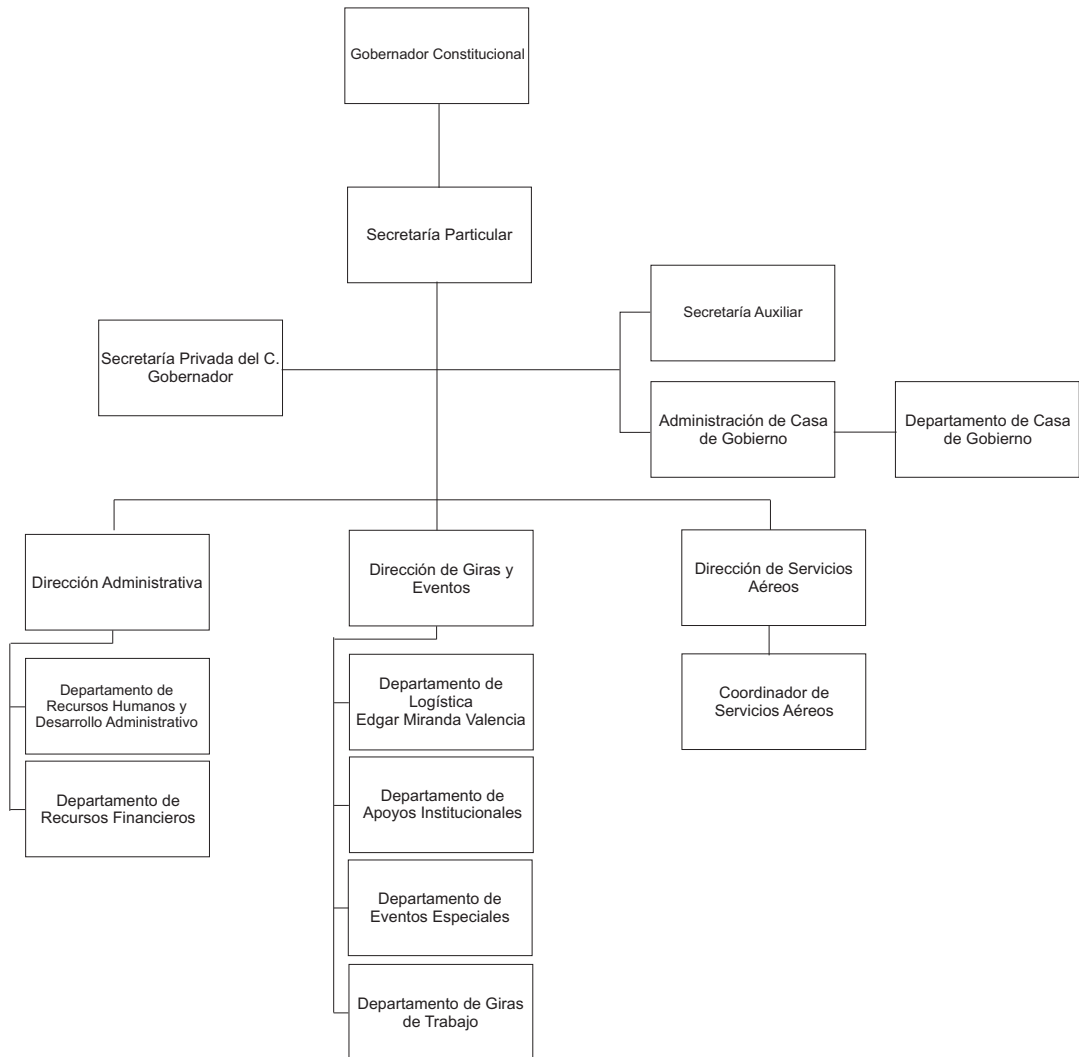 Gobernador Constitucional
Secretaría Particular
Secretaría Auxiliar
Secretaría Privada del C.
Gobernador
Administración de Casa
de Gobierno
Departamento de Casa
de Gobierno
Dirección Administrativa
Dirección de Giras y
Eventos
Dirección de Servicios
Aéreos
Departamento de
Recursos Humanos y
Desarrollo Administrativo
Departamento de
Recursos Financieros
Departamento de
Logística
Edgar Miranda Valencia
Departamento de
Apoyos Institucionales
Departamento de
Eventos Especiales
Departamento de Giras
de Trabajo
Coordinador de
Servicios Aéreos